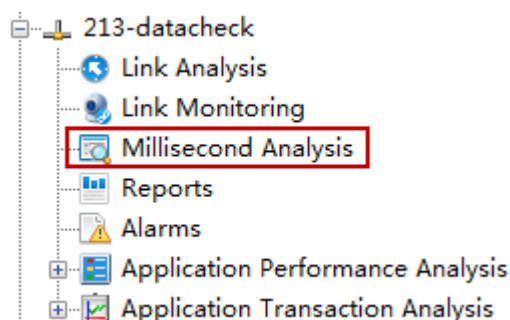 213-datacheck
Link Analysis
Link Monitoring
Millisecond Analysis
Reports
Alarms
Application Performance Analysis
Application Transaction Analysis